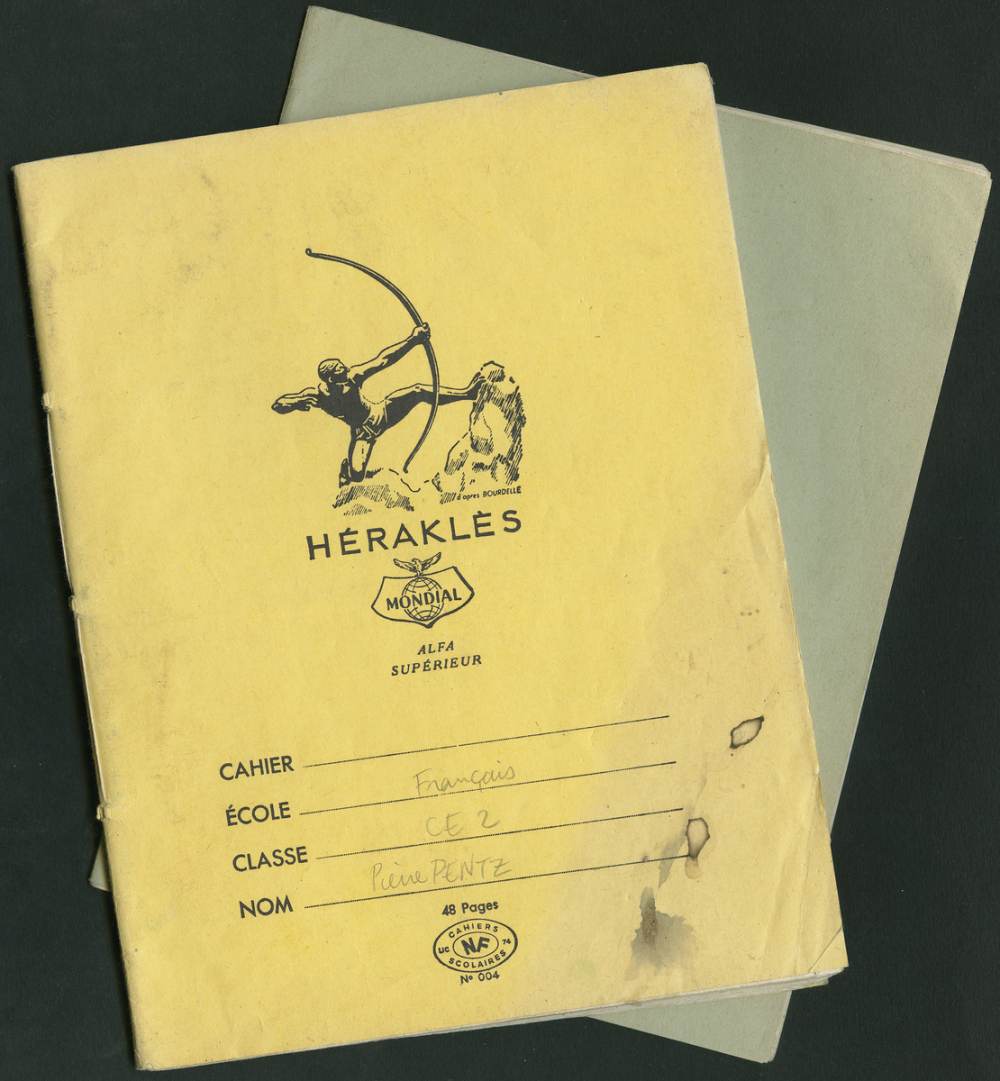 d'après BOURDELLE
HÉRAKLÈS
MONDIAL
ALFA
SUPÉRIEUR
CAHIER
ÉCOLE Français
CLASSE CE 2
NOM Pierre PENTZ
48 Pages
CAHIERS
UC NF 74
SCOLAIRES
N° 004